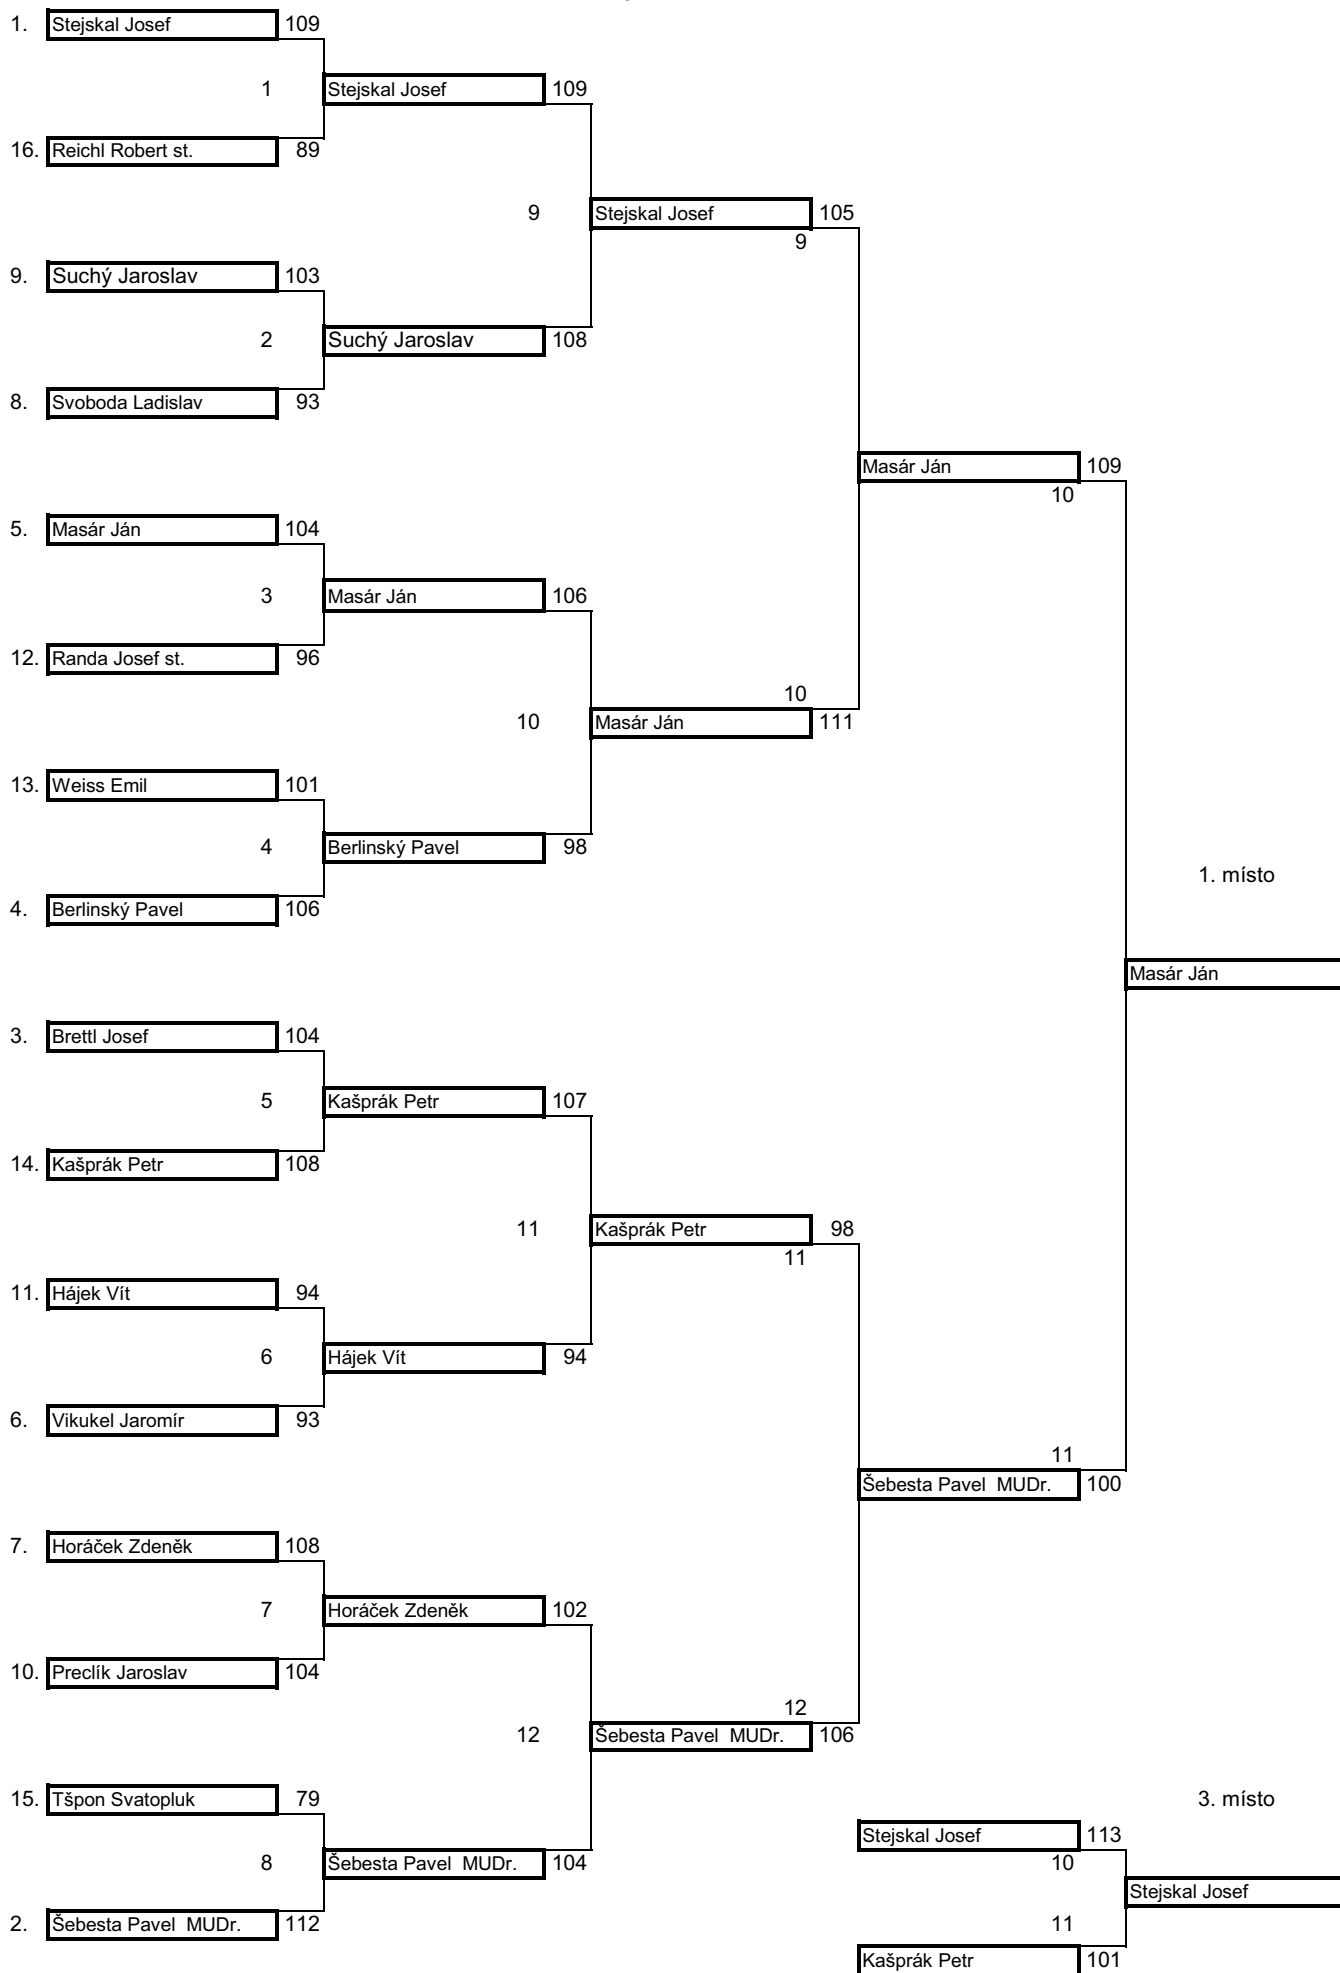 1. Stejskal Josef 109
1 Stejskal Josef 109
16. Reichl Robert st. 89
9 Stejskal Josef 105
9
9. Suchý Jaroslav 103
2 Suchý Jaroslav 108
8. Svoboda Ladislav 93
Masár Ján 109
10
5. Masár Ján 104
3 Masár Ján 106
12. Randa Josef st. 96
10
10 Masár Ján 111
13. Weiss Emil 101
4 Berlinský Pavel 98
1. místo
4. Berlinský Pavel 106
Masár Ján
3. Brettl Josef 104
5 Kašprák Petr 107
14. Kašprák Petr 108
11 Kašprák Petr 98
11
11. Hájek Vít 94
6 Hájek Vít 94
6. Vikukel Jaromír 93
11
Šebesta Pavel MUDr. 100
7. Horáček Zdeněk 108
7 Horáček Zdeněk 102
10. Preclík Jaroslav 104
12
12 Šebesta Pavel MUDr. 106
15. Tšpon Svatopluk 79
3. místo
Stejskal Josef 113
8 Šebesta Pavel MUDr. 104
10
Stejskal Josef
2. Šebesta Pavel MUDr. 112
11
Kašprák Petr 101